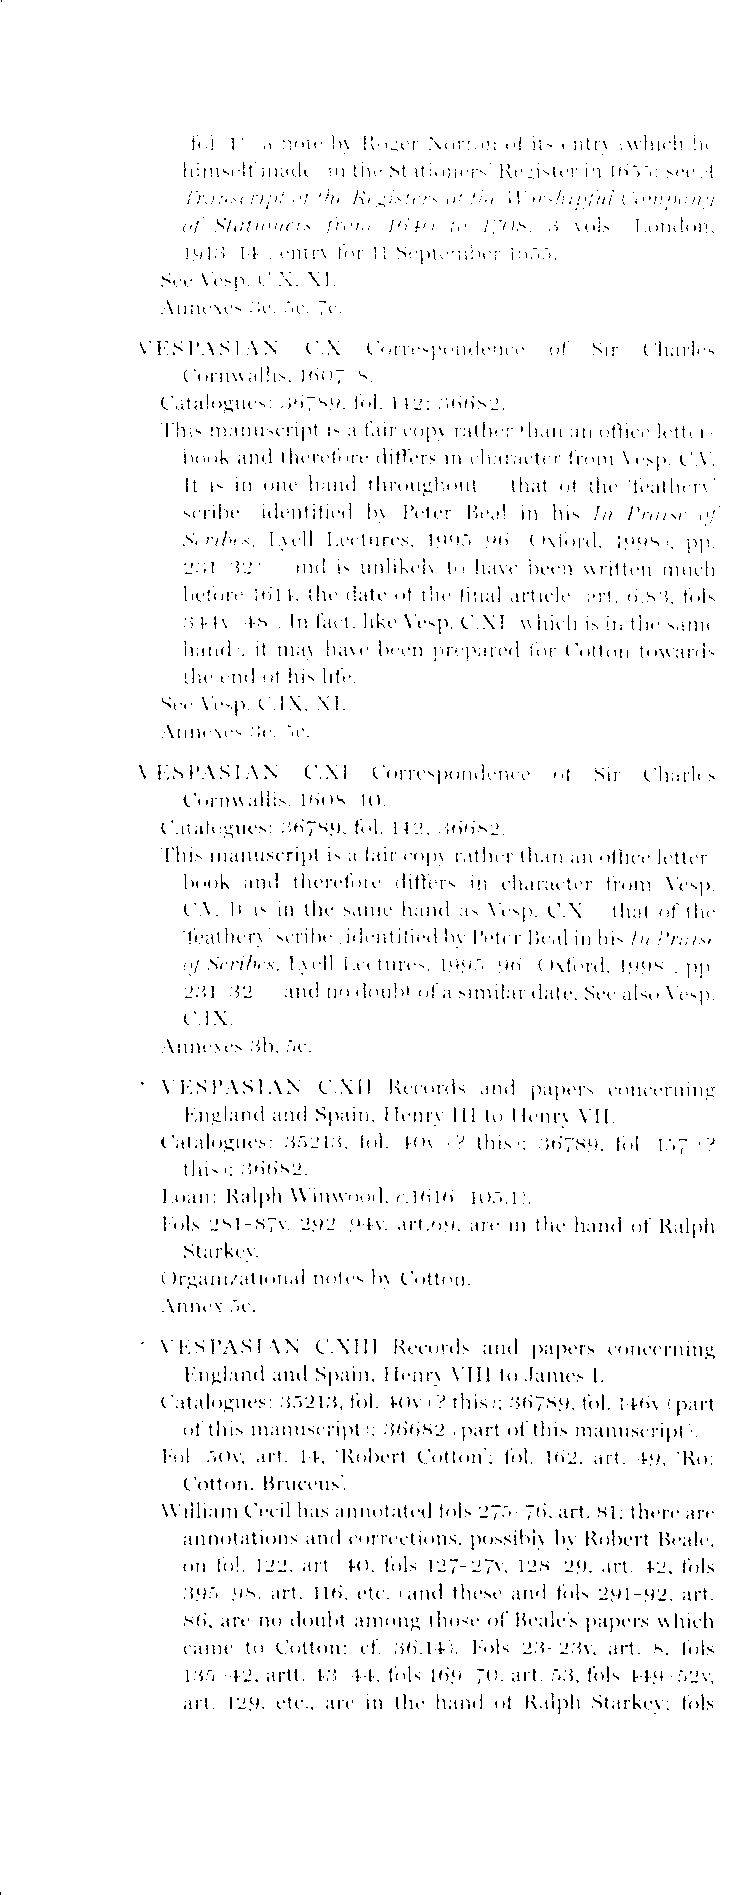 fol. 1v a note by Roger Norton of its entry (which he
himself made) in the Stationers' Register in 1655: see A
Transcript of the Registers of the Worshipful Company
of Stationers from 1640 to 1708, 3 vols (London,
1913–14), entry for 11 September 1655.
See Vesp. C.X, XI.
Annexes 3e, 5c, 7c.
VESPASIAN C.X Correspondence of Sir Charles
Cornwallis, 1607–8.
Catalogues: 36789, fol. 142; 36682.
This manuscript is a fair copy rather than an office letter-
book and therefore differs in character from Vesp. C.V.
It is in one hand throughout – that of the 'feathery'
scribe (identified by Peter Beal in his In Praise of
Scribes, Lyell Lectures, 1995–96 (Oxford, 1998), pp.
231–32) – and is unlikely to have been written much
before 1614, the date of the final article (art. 6.83, fols
344v–48). In fact, like Vesp. C.XI (which is in the same
hand), it may have been prepared for Cotton towards
the end of his life.
See Vesp. C.IX, XI.
Annexes 3e, 5c.
VESPASIAN C.XI Correspondence of Sir Charles
Cornwallis, 1608–10.
Catalogues: 36789, fol. 142, 36682.
This manuscript is a fair copy rather than an office letter-
book and therefore differs in character from Vesp.
C.V. It is in the same hand as Vesp. C.X – that of the
'feathery' scribe (identified by Peter Beal in his In Praise
of Scribes, Lyell Lectures, 1995–96 (Oxford, 1998), pp.
231–32) – and no doubt of a similar date. See also Vesp.
C.IX.
Annexes 3b, 5c.
* VESPASIAN C.XII Records and papers concerning
England and Spain, Henry III to Henry VII.
Catalogues: 35213, fol. 40v (? this); 36789, fol. 157 (?
this); 36682.
Loan: Ralph Winwood, c.1616 (105.1).
Fols 281–87v, 292–94v, art.69, are in the hand of Ralph
Starkey.
Organizational notes by Cotton.
Annex 5c.
* VESPASIAN C.XIII Records and papers concerning
England and Spain, Henry VIII to James I.
Catalogues: 35213, fol. 40v (? this); 36789, fol. 146v (part
of this manuscript); 36682 (part of this manuscript).
Fol. 50v, art. 14, 'Robert Cotton'; fol. 162, art. 49, 'Ro:
Cotton, Bruceus'.
William Cecil has annotated fols 275–76, art. 81; there are
annotations and corrections, possibly by Robert Beale,
on fol. 122, art. 40, fols 127–27v, 128–29, art. 42, fols
395–98, art. 116, etc. (and these and fols 291–92, art.
86, are no doubt among those of Beale's papers which
came to Cotton: cf. 36.14). Fols 23–23v, art. 8, fols
135–42, artt. 43–44, fols 169–70, art. 53, fols 449–52v,
art. 129, etc., are in the hand of Ralph Starkey; fols